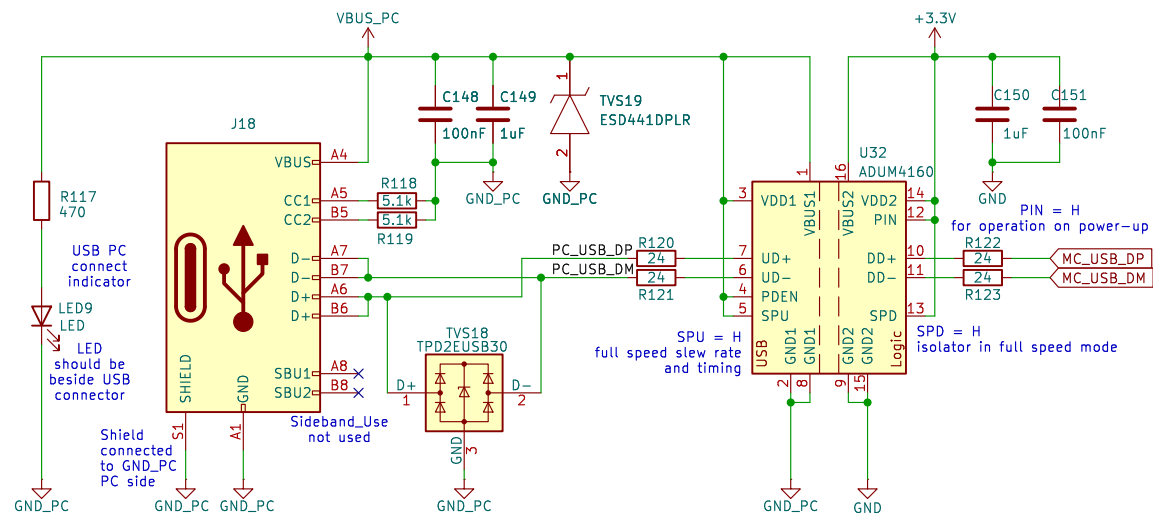 VBUS_PC
+3.3V
C148
100nF
C149
1uF
1
TVS19
ESD441DPLR
2
C150
1uF
C151
100nF
J18
VBUS
A4
CC1
A5
CC2
B5
D-
A7
D-
B7
D+
A6
D+
B6
SBU1
A8
SBU2
B8
SHIELD
GND
S1
A1
R117
470
R118
5.1k
5.1k
R119
GND_PC
GND_PC
GND
USB PC
connect
indicator
LED9
LED
LED
should be
beside USB
connector
Shield
connected
to GND_PC
PC side
Sideband_Use
not used
TVS18
TPD2EUSB30
D+
1
D-
2
GND
3
PC_USB_DP
R120
24
PC_USB_DM
24
R121
U32
ADUM4160
1
16
VBUS1
VBUS2
3
VDD1
VDD2
14
PIN
12
7
UD+
DD+
10
6
UD-
DD-
11
4
PDEN
5
SPU
SPD
13
USB
GND1
GND1
GND2
GND2
Logic
2
8
9
15
PIN = H
for operation on power-up
R122
24
24
R123
MC_USB_DP
MC_USB_DM
SPU = H
full speed slew rate
and timing
SPD = H
isolator in full speed mode
GND_PC
GND_PC
GND_PC
GND_PC
GND_PC
GND